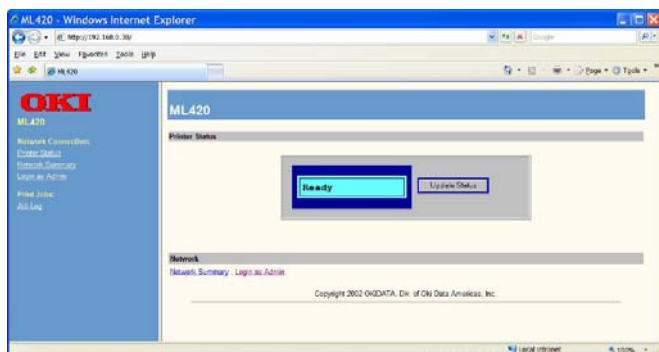 ML420 - Windows Internet Explorer
http://192.168.0.30/
Google
File Edit View Favorites Tools Help
ML420
Page Tools
OKI
ML420
ML420
Network Connection:
Printer Status
Network Summary
Login as Admin
Print Jobs:
Job Log
Printer Status
Ready
Update Status
Network
Network Summary Login as Admin
Copyright 2002 OKIDATA, Div. of Oki Data Americas, Inc.
Local intranet
100%